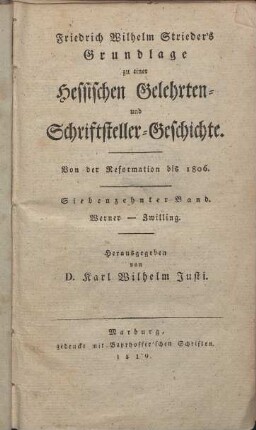 Friedrich Wilhelm Strieder's
Grundlage
zu einer
Hessischen Gelehrten-
und
Schriftsteller-Geschichte.
Von der Reformation bis 1806.
Siebenzehnter Band.
Werner — Zwilling.
Herausgegeben
von
D. Karl Wilhelm Justi.
Marburg,
gedruckt mit Bayrhoffer'schen Schriften.
1819.